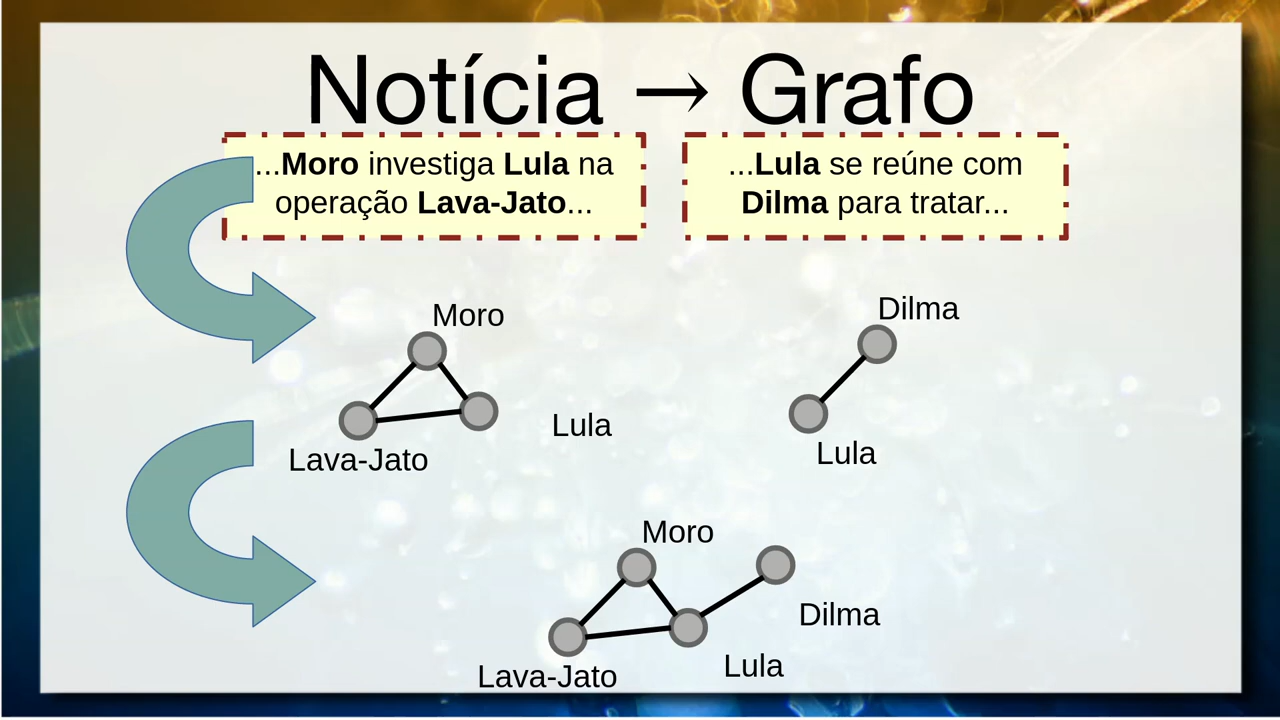 Notícia → Grafo
...Moro investiga Lula na
operação Lava-Jato...
...Lula se reúne com
Dilma para tratar...
Moro
Lula
Lava-Jato
Dilma
Lula
Moro
Dilma
Lula
Lava-Jato